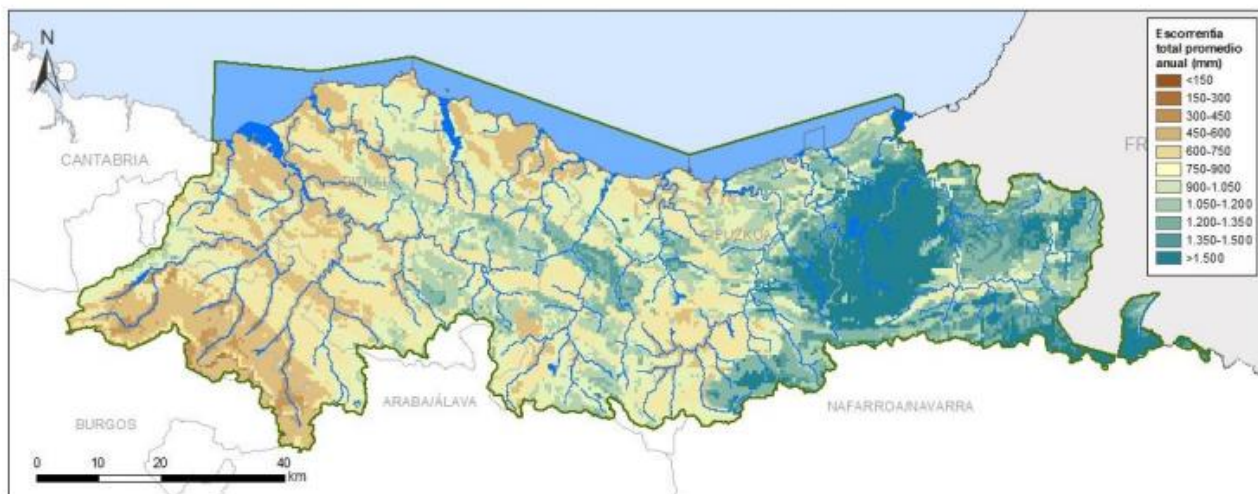 N
Escorrentía
total promedio
anual (mm)
<150
150-300
300-450
450-600
600-750
750-900
900-1.050
1.050-1.200
1.200-1.350
1.350-1.500
>1.500
CANTABRIA
FR
BURGOS
ARABA/ÁLAVA
NAFARROA/NAVARRA
0 10 20 40
km